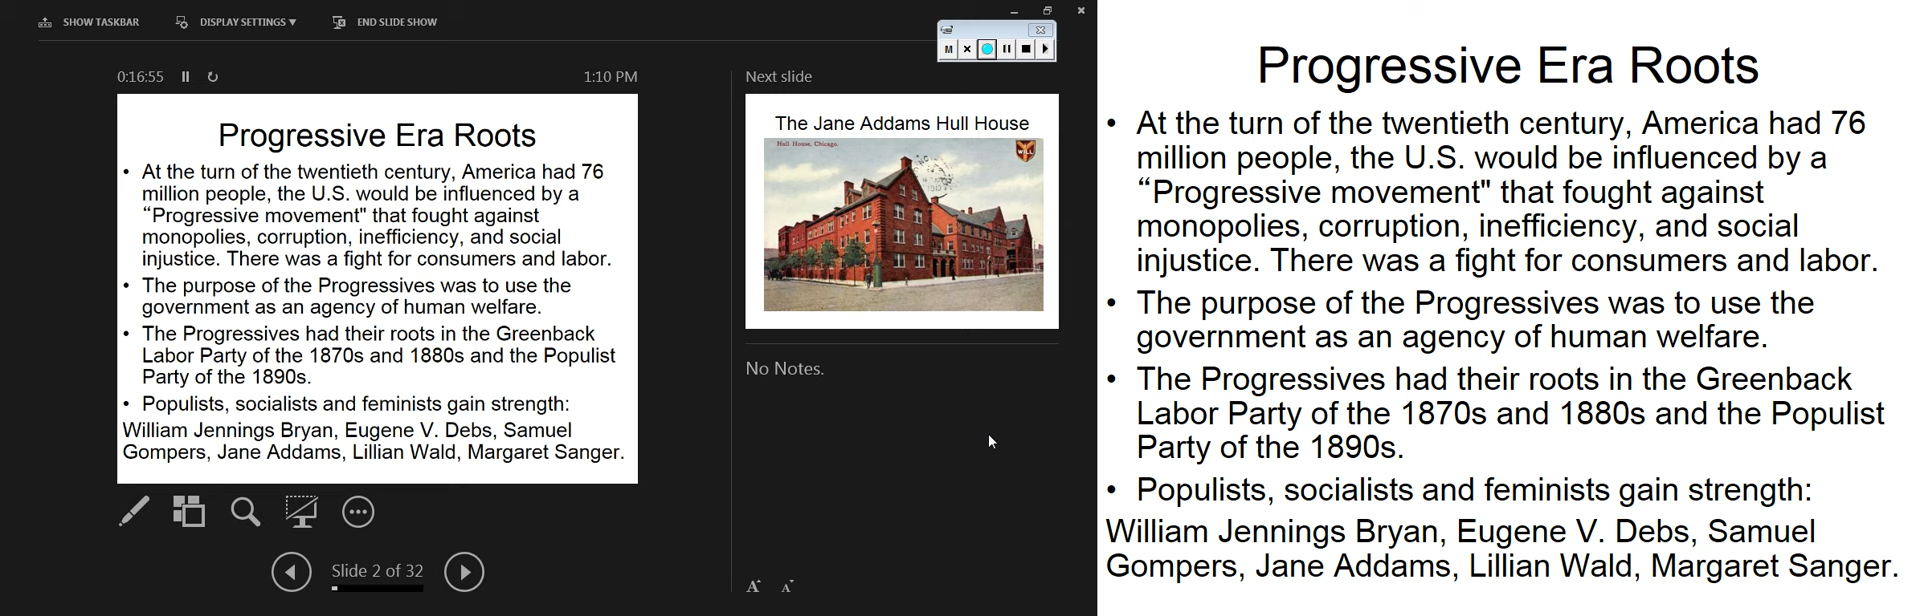 SHOW TASKBAR
DISPLAY SETTINGS ▼
END SLIDE SHOW
M
0:16:55
1:10 PM
Progressive Era Roots
• At the turn of the twentieth century, America had 76
million people, the U.S. would be influenced by a
“Progressive movement" that fought against
monopolies, corruption, inefficiency, and social
injustice. There was a fight for consumers and labor.
• The purpose of the Progressives was to use the
government as an agency of human welfare.
• The Progressives had their roots in the Greenback
Labor Party of the 1870s and 1880s and the Populist
Party of the 1890s.
• Populists, socialists and feminists gain strength:
William Jennings Bryan, Eugene V. Debs, Samuel
Gompers, Jane Addams, Lillian Wald, Margaret Sanger.
Slide 2 of 32
Next slide
The Jane Addams Hull House
Hull House, Chicago.
WILL
No Notes.
A A
Progressive Era Roots
• At the turn of the twentieth century, America had 76
million people, the U.S. would be influenced by a
“Progressive movement" that fought against
monopolies, corruption, inefficiency, and social
injustice. There was a fight for consumers and labor.
• The purpose of the Progressives was to use the
government as an agency of human welfare.
• The Progressives had their roots in the Greenback
Labor Party of the 1870s and 1880s and the Populist
Party of the 1890s.
• Populists, socialists and feminists gain strength:
William Jennings Bryan, Eugene V. Debs, Samuel
Gompers, Jane Addams, Lillian Wald, Margaret Sanger.